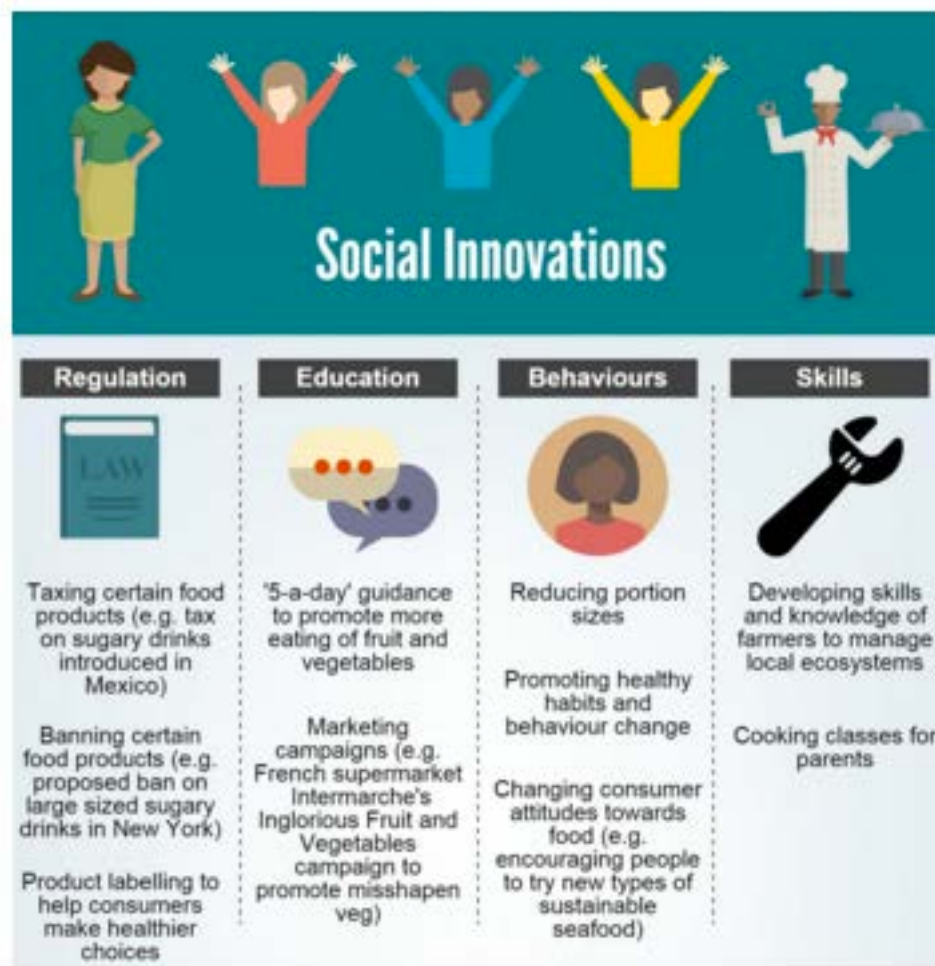 Social Innovations
Regulation
LAW
Taxing certain food
products (e.g. tax
on sugary drinks
introduced in
Mexico)
Banning certain
food products (e.g.
proposed ban on
large sized sugary
drinks in New York)
Product labelling to
help consumers
make healthier
choices
Education
'5-a-day' guidance
to promote more
eating of fruit and
vegetables
Marketing
campaigns (e.g.
French supermarket
Intermarche's
Inglorious Fruit and
Vegetables
campaign to
promote misshapen
veg)
Behaviours
Reducing portion
sizes
Promoting healthy
habits and
behaviour change
Changing consumer
attitudes towards
food (e.g.
encouraging people
to try new types of
sustainable
seafood)
Skills
Developing skills
and knowledge of
farmers to manage
local ecosystems
Cooking classes for
parents